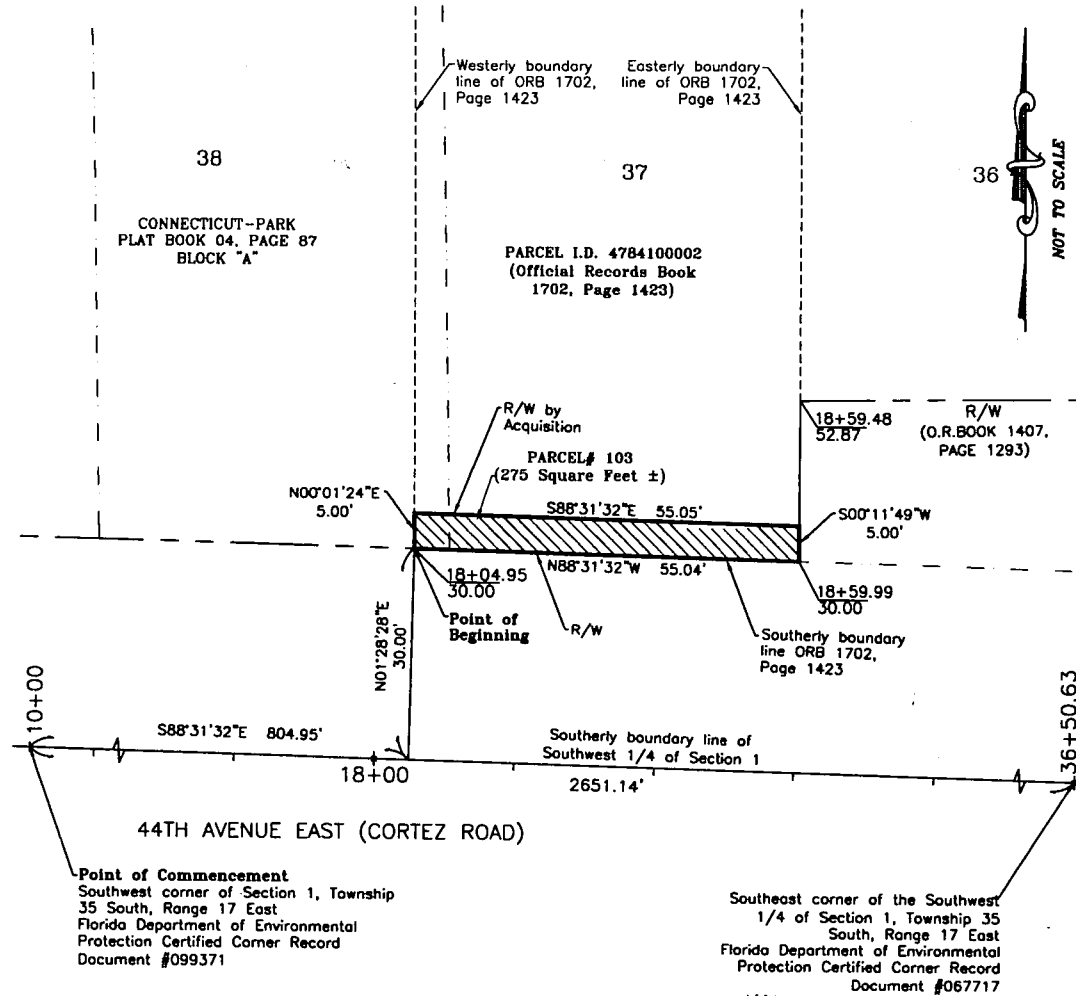 Westerly boundary
line of ORB 1702,
Page 1423
Easterly boundary
line of ORB 1702,
Page 1423
38
37
36
NOT TO SCALE
CONNECTICUT-PARK
PLAT BOOK 04, PAGE 87
BLOCK "A"
PARCEL I.D. 4784100002
(Official Records Book
1702, Page 1423)
R/W by
Acquisition
18+59.48
52.87
R/W
(O.R.BOOK 1407,
PAGE 1293)
PARCEL# 103
(275 Square Feet ±)
N00°01'24"E
5.00'
S88°31'32"E 55.05'
S00°11'49"W
5.00'
N88°31'32"W 55.04'
18+04.95
30.00
18+59.99
30.00
Point of
Beginning
R/W
Southerly boundary
line ORB 1702,
Page 1423
N01°28'28"E
30.00'
10+00
S88°31'32"E 804.95'
18+00
Southerly boundary line of
Southwest 1/4 of Section 1
2651.14'
36+50.63
44TH AVENUE EAST (CORTEZ ROAD)
Point of Commencement
Southwest corner of Section 1, Township
35 South, Range 17 East
Florida Department of Environmental
Protection Certified Corner Record
Document #099371
Southeast corner of the Southwest
1/4 of Section 1, Township 35
South, Range 17 East
Florida Department of Environmental
Protection Certified Corner Record
Document #067717